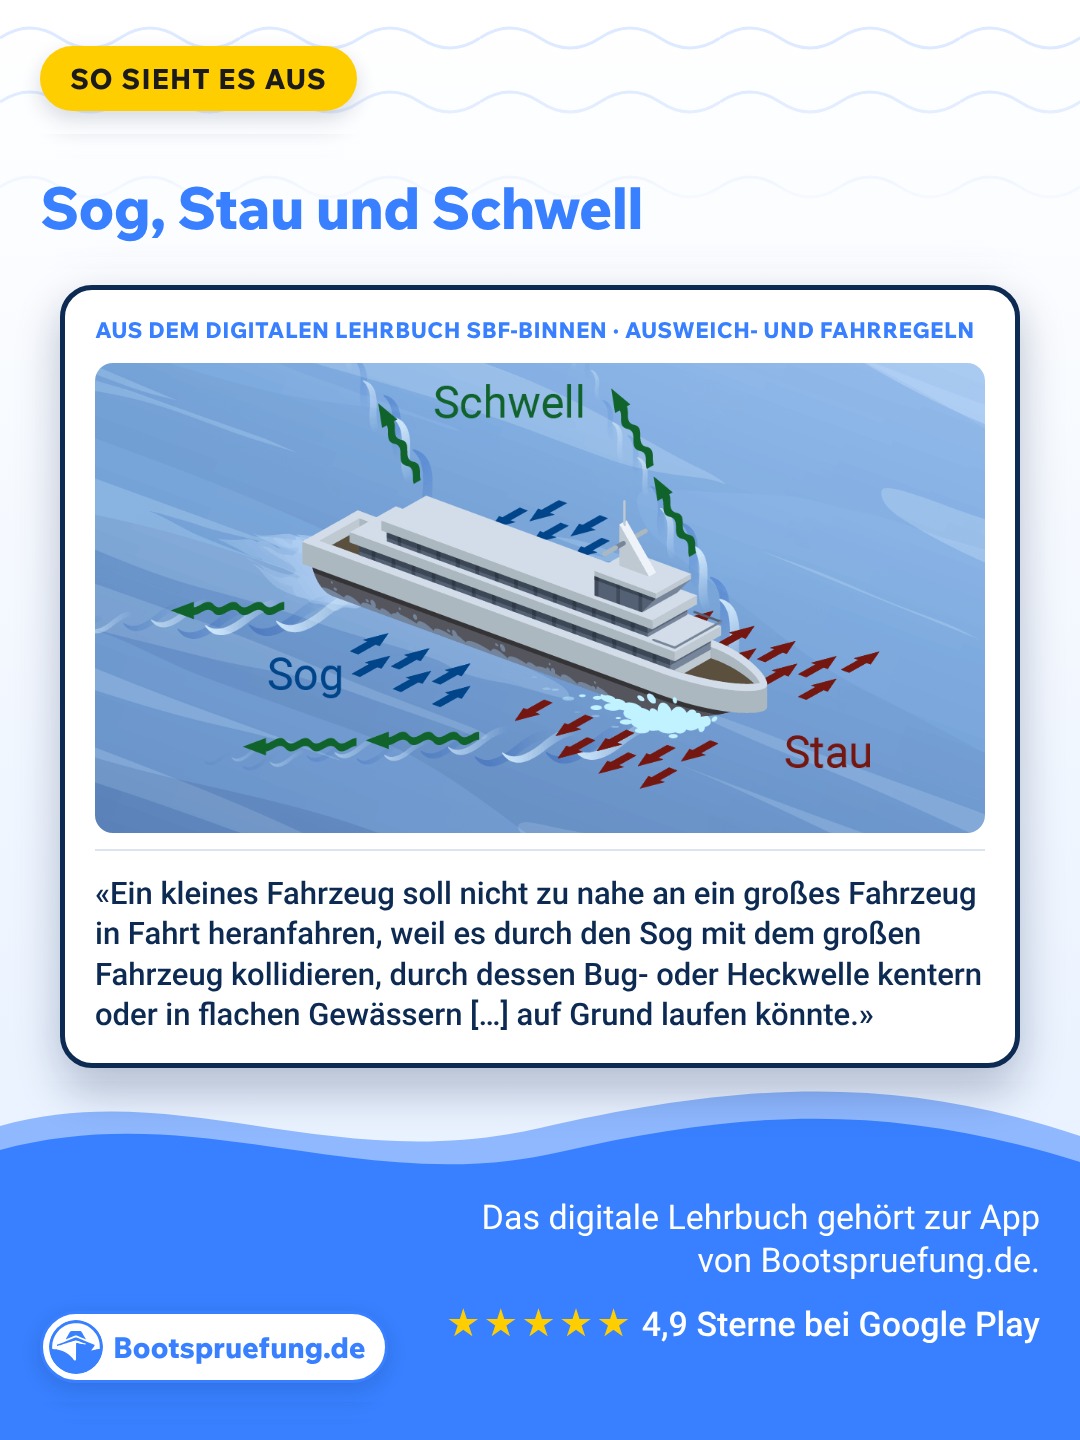 SO SIEHT ES AUS
Sog, Stau und Schwell
AUS DEM DIGITALEN LEHRBUCH SBF-BINNEN · AUSWEICH- UND FAHRREGELN
Schwell
Sog
Stau
«Ein kleines Fahrzeug soll nicht zu nahe an ein großes Fahrzeug
in Fahrt heranfahren, weil es durch den Sog mit dem großen
Fahrzeug kollidieren, durch dessen Bug- oder Heckwelle kentern
oder in flachen Gewässern [...] auf Grund laufen könnte.»
Das digitale Lehrbuch gehört zur App
von Bootspruefung.de.
★★★★★ 4,9 Sterne bei Google Play
Bootspruefung.de